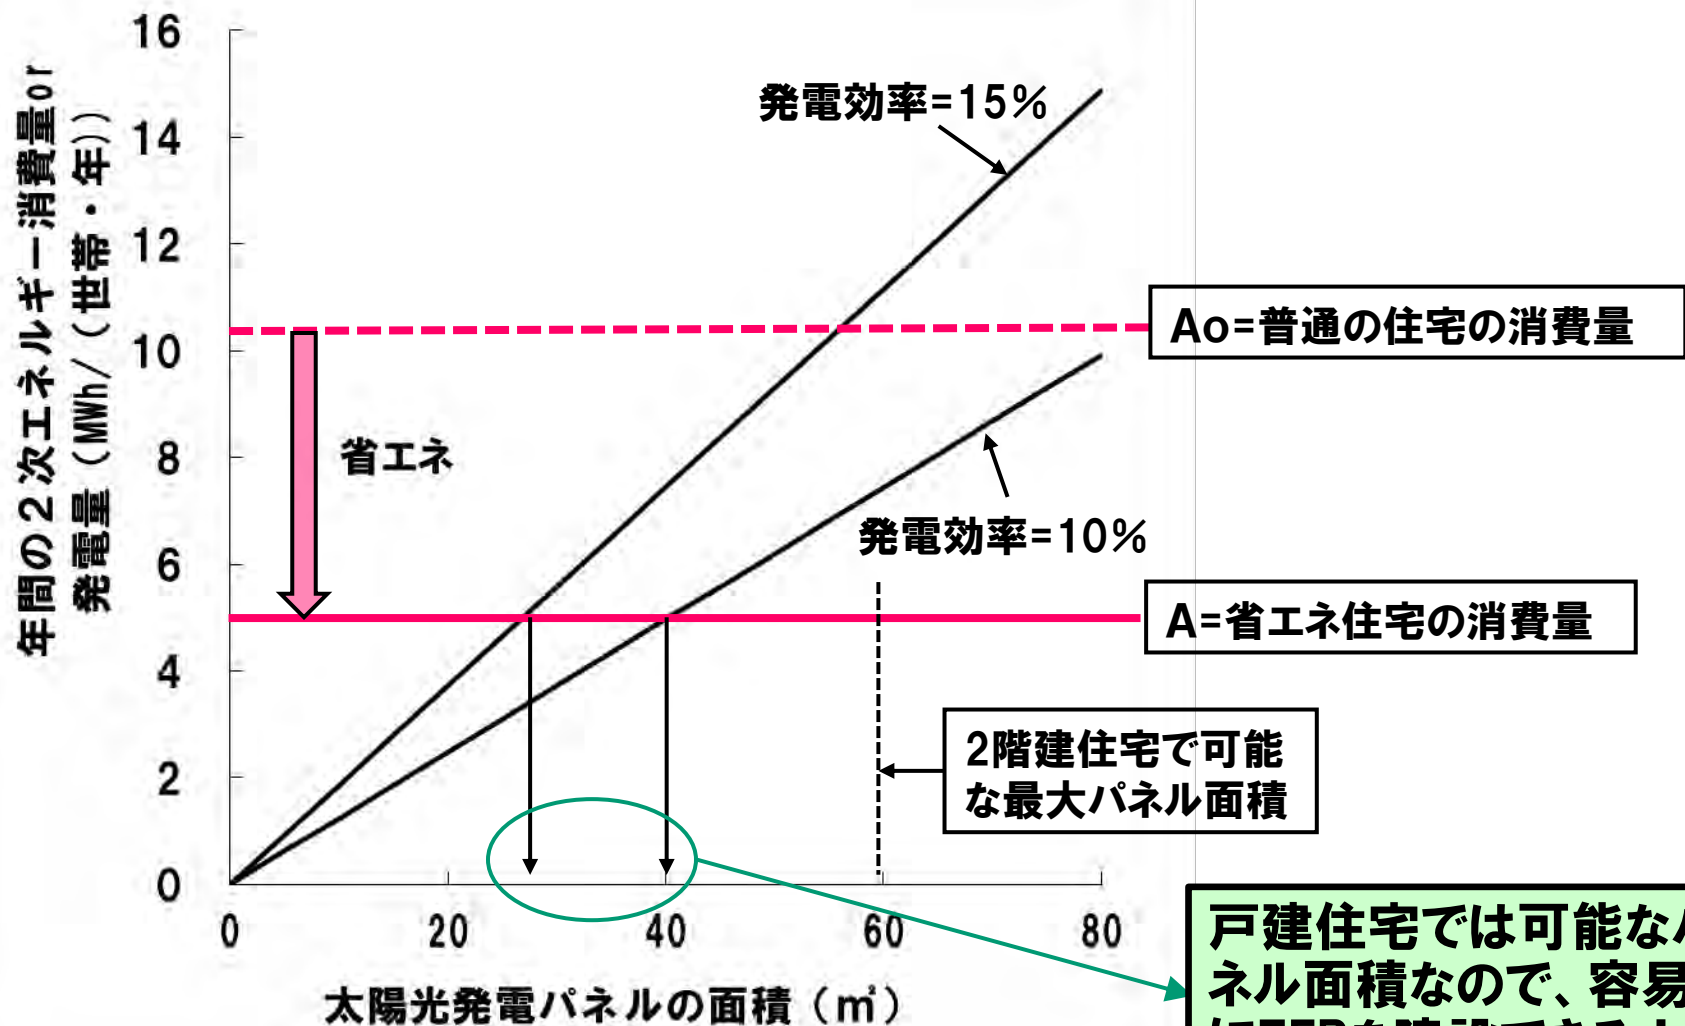 年間の2次エネルギー消費量or
発電量（MWh/（世帯・年））
16
14
12
10
8
6
4
2
0
0
20
40
60
80
太陽光発電パネルの面積（㎡）
発電効率=15%
発電効率=10%
省エネ
Ao=普通の住宅の消費量
A=省エネ住宅の消費量
2階建住宅で可能
な最大パネル面積
戸建住宅では可能なパ
ネル面積なので、容易